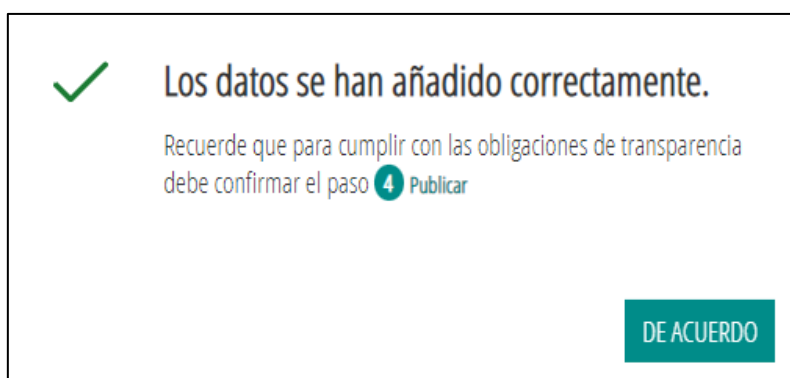 Los datos se han añadido correctamente.
Recuerde que para cumplir con las obligaciones de transparencia
debe confirmar el paso 4 Publicar
DE ACUERDO